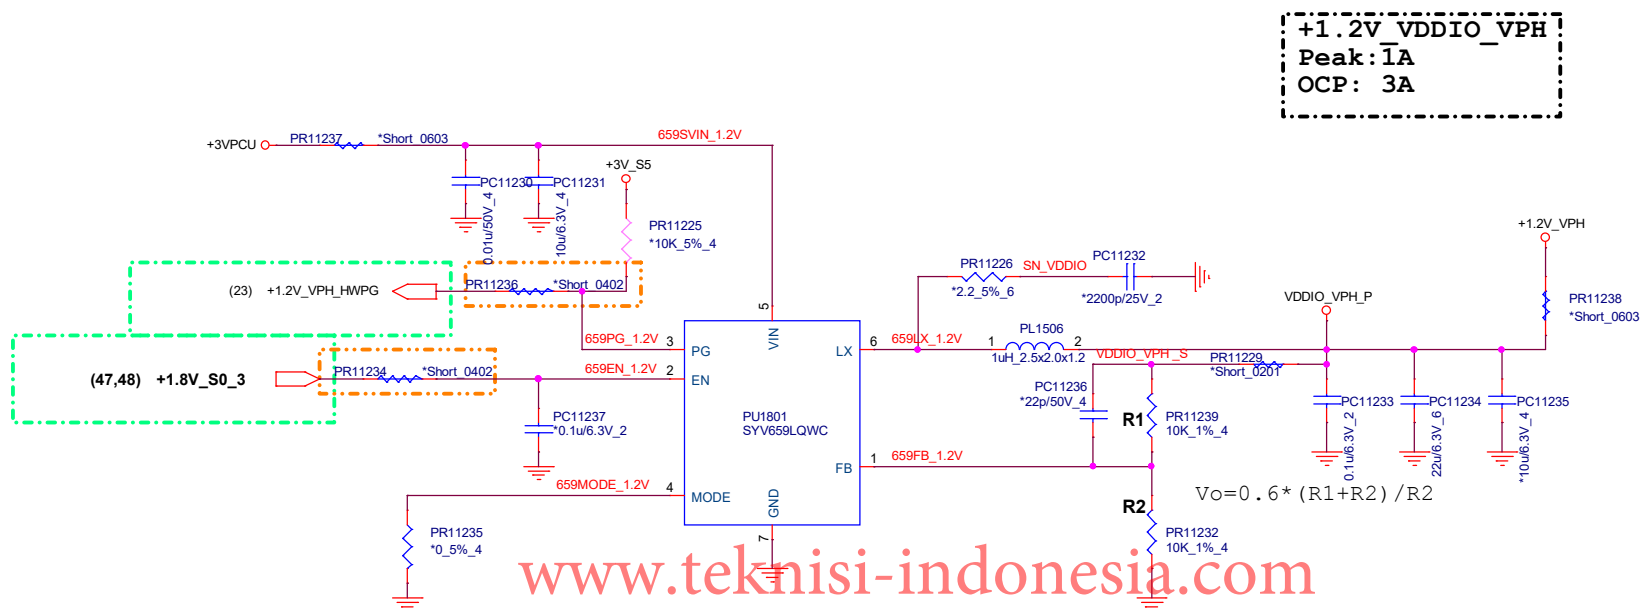 +1.2V_VDDIO_VPH
Peak:1A
OCP: 3A
+3VPCU
PR11237
*Short_0603
659SVIN_1.2V
+3V_S5
PC11230
0.01u/50V_4
PC11231
10u/6.3V_4
PR11225
*10K_5%_4
+1.2V_VPH
(23) +1.2V_VPH_HWPG
PR11236
*Short_0402
PR11226
*2.2_5%_6
SN_VDDIO
PC11232
*2200p/25V_2
VDDIO_VPH_P
PR11238
*Short_0603
659PG_1.2V
3
PG
5
VIN
LX
6
659LX_1.2V
1
PL1506
2
1uH_2.5x2.0x1.2
VDDIO_VPH_S
PR11229
*Short_0201
(47,48) +1.8V_S0_3
PR11234
*Short_0402
659EN_1.2V
2
EN
PC11236
*22p/50V_4
PC11237
*0.1u/6.3V_2
PU1801
SYV659LQWC
R1
PR11239
10K_1%_4
PC11233
0.1u/6.3V_2
PC11234
22u/6.3V_6
PC11235
*10u/6.3V_4
FB
1
659FB_1.2V
659MODE_1.2V
4
MODE
GND
7
Vo=0.6*(R1+R2)/R2
R2
PR11232
10K_1%_4
PR11235
*0_5%_4
www.teknisi-indonesia.com